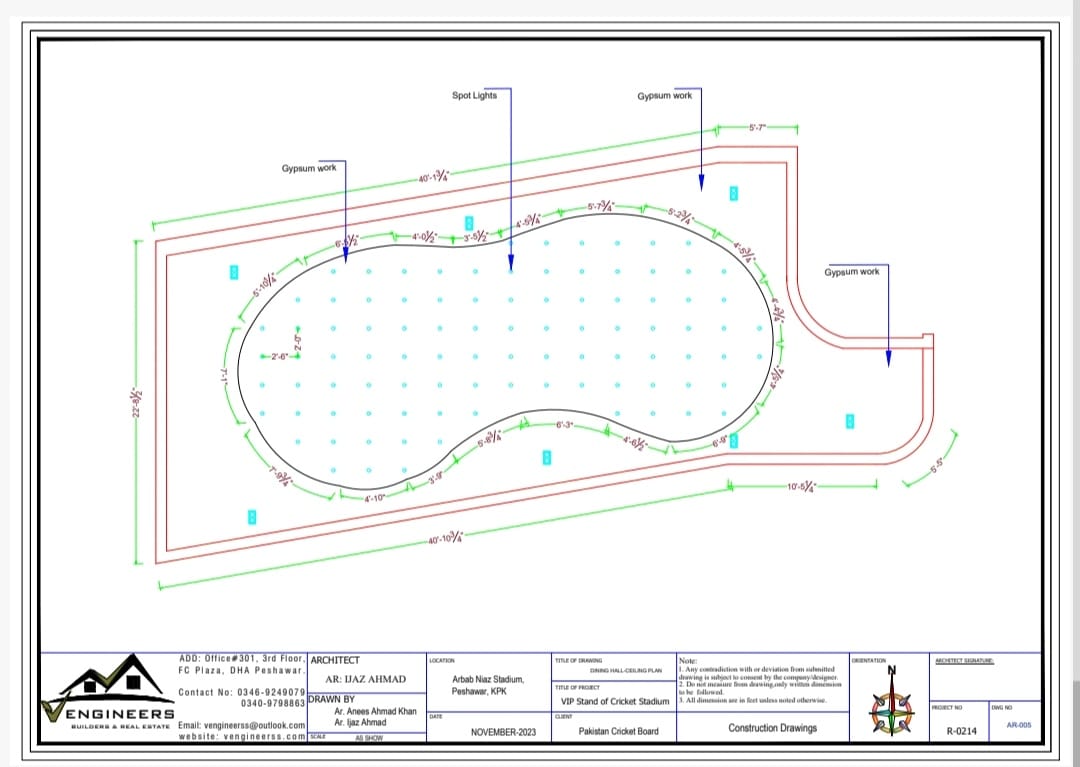 Spot Lights
Gypsum work
5'-7"
Gypsum work
40'-1¾"
5'-7¾"
5'-2¾"
4'-5¾"
4'-0½"
3'-5½"
6'-5½"
4'-5¾"
Gypsum work
5'-10¼"
4'-4¾"
2'-0"
2'-6"
7'-1"
4'-5¾"
22'-8½"
6'-3"
5'-8¾"
4'-6½"
6'-9"
7'-9¾"
3'-9"
5'-5"
4'-10"
10'-5¼"
40'-10¾"
VENGINEERS
BUILDERS & REAL ESTATE
ADD: Office#301, 3rd Floor,
FC Plaza, DHA Peshawar.
Contact No: 0346-9249079
0340-9798863
Email: vengineerss@outlook.com
website: vengineerss.com
ARCHITECT
AR: IJAZ AHMAD
DRAWN BY
Ar. Anees Ahmad Khan
Ar. Ijaz Ahmad
SCALE
AS SHOW
LOCATION
Arbab Niaz Stadium,
Peshawar, KPK
DATE
NOVEMBER-2023
TITLE OF DRAWING
DINING HALL-CEILING PLAN
TITLE OF PROJECT
VIP Stand of Cricket Stadium
CLIENT
Pakistan Cricket Board
Note:
1. Any contradiction with or deviation from submitted
drawing is subject to consent by the company/designer.
2. Do not measure from drawing,only written dimension
to be followed.
3. All dimension are in feet unless noted otherwise.
Construction Drawings
ORIENTATION
N
ARCHITECT SIGNATURE:
PROJECT NO
R-0214
DWG NO
AR-005